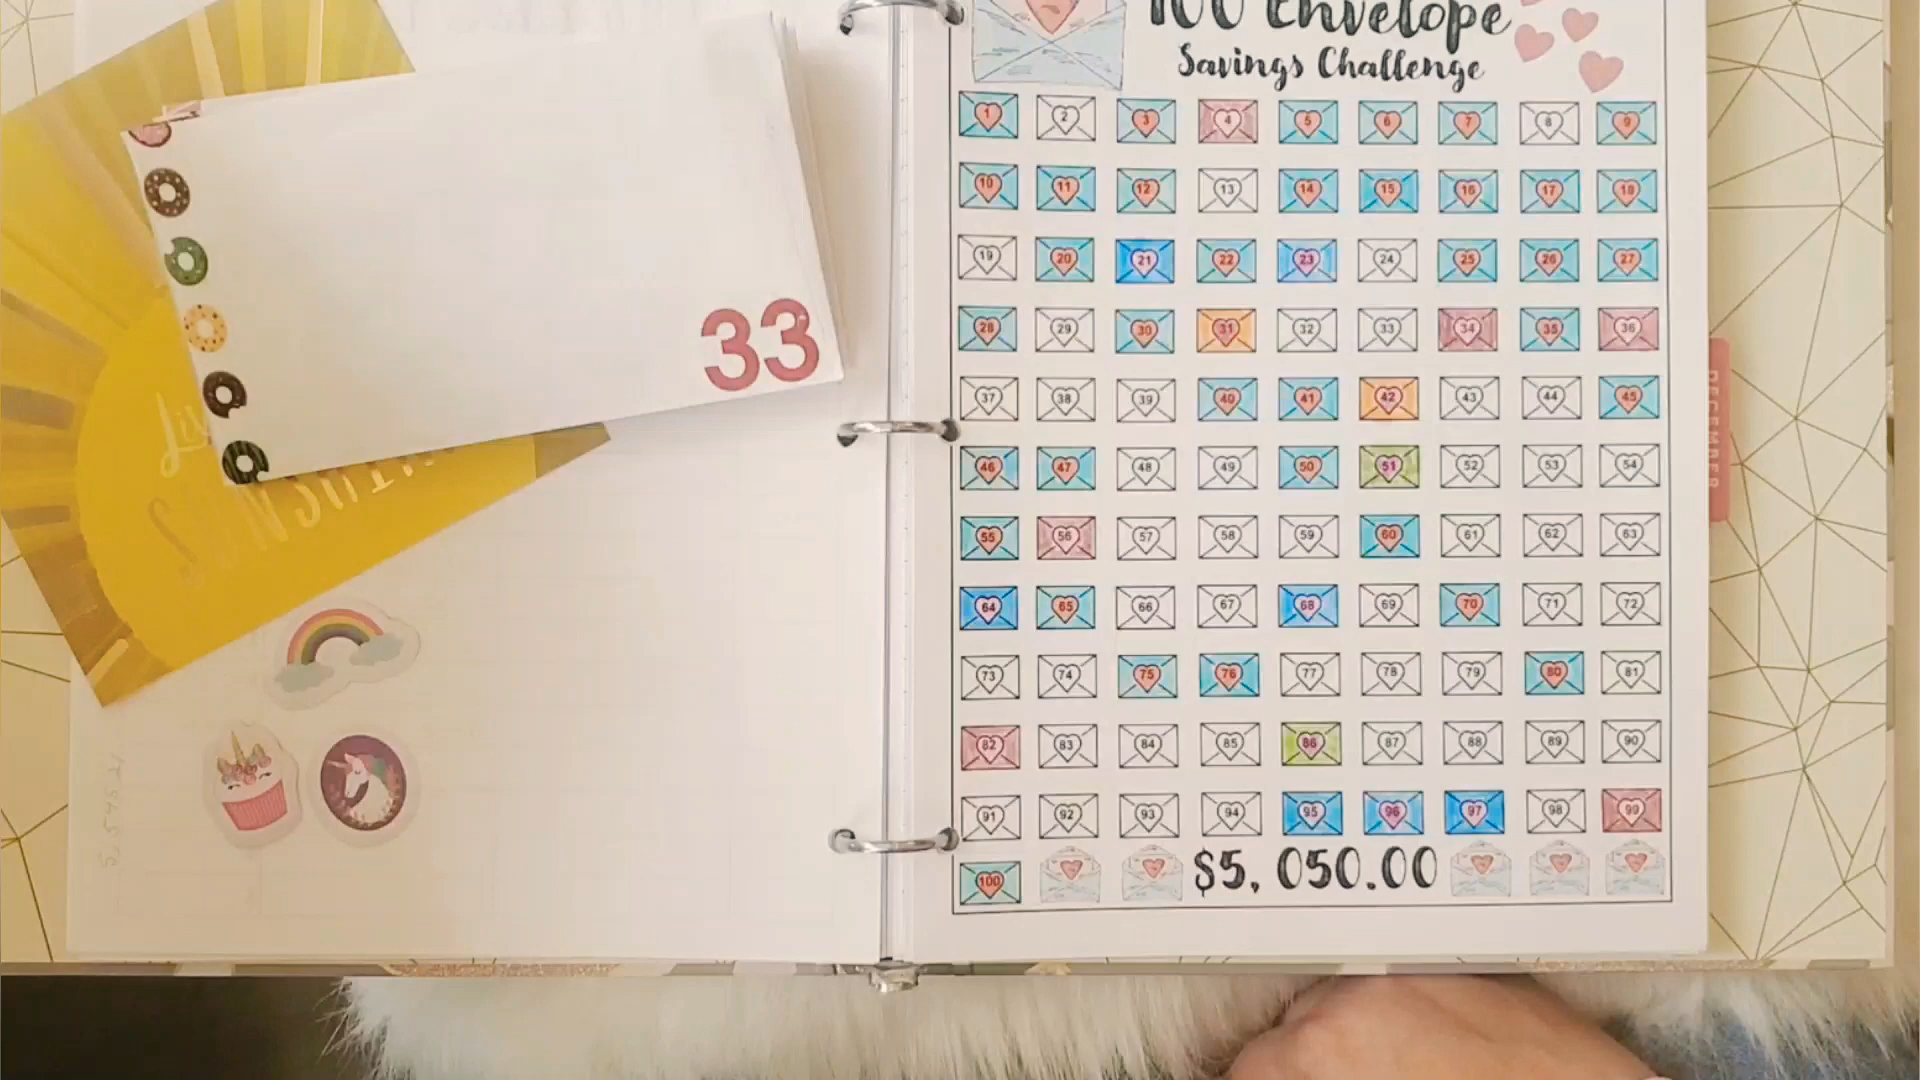 33
Liv
SUNSHIN
100 Envelope
Savings Challenge
1 2 3 4 5 6 7 8 9
10 11 12 13 14 15 16 17 18
19 20 21 22 23 24 25 26 27
28 29 30 31 32 33 34 35 36
37 38 39 40 41 42 43 44 45
46 47 48 49 50 51 52 53 54
55 56 57 58 59 60 61 62 63
64 65 66 67 68 69 70 71 72
73 74 75 76 77 78 79 80 81
82 83 84 85 86 87 88 89 90
91 92 93 94 95 96 97 98 99
100 $5, 050.00
DECEMBER